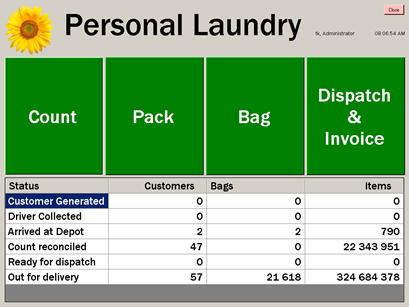 Personal Laundry
tk, Administrator
08:06:54 AM
Close
Count
Pack
Bag
Dispatch
&
Invoice
Status Customers Bags Items
Customer Generated 0 0 0
Driver Collected 0 0 0
Arrived at Depot 2 2 790
Count reconciled 47 0 22 343 951
Ready for dispatch 0 0 0
Out for delivery 57 21 618 324 684 378